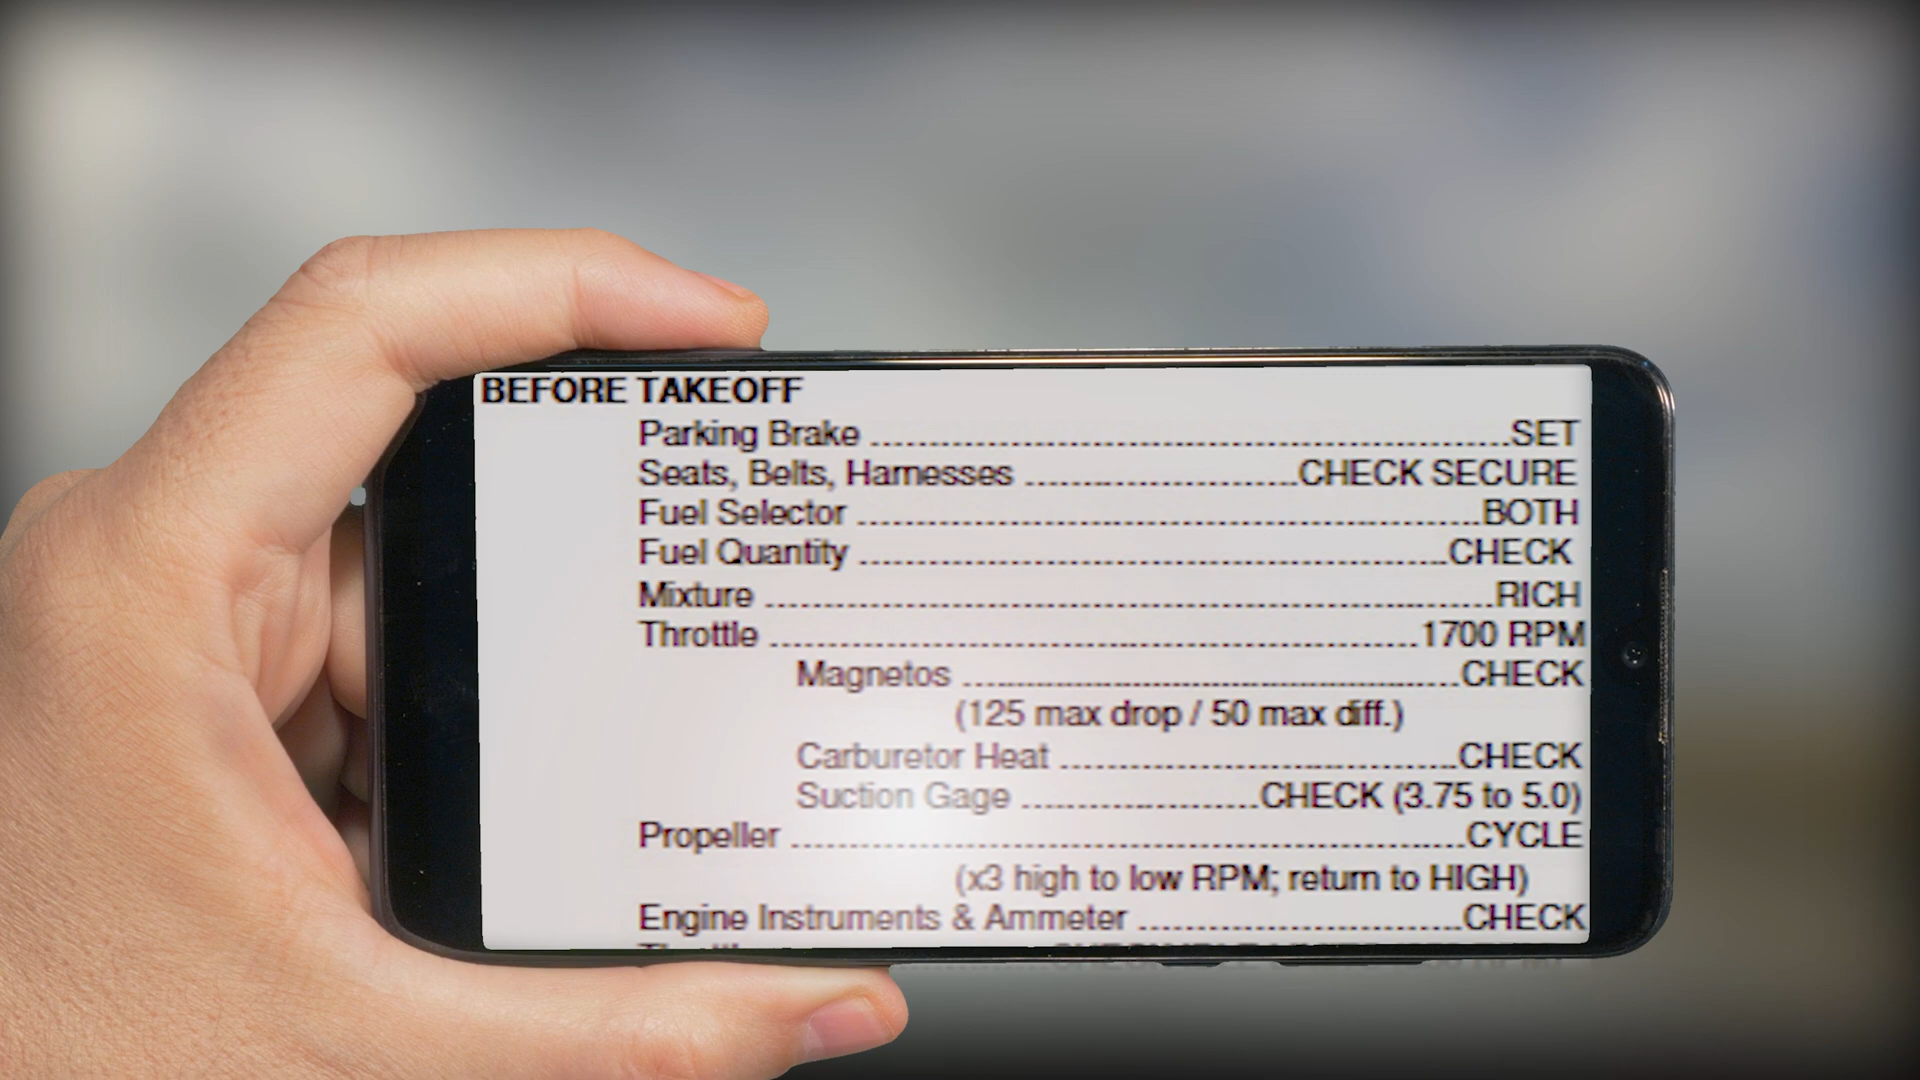 BEFORE TAKEOFF
Parking Brake ........................................ SET
Seats, Belts, Harnesses .................... CHECK SECURE
Fuel Selector ........................................ BOTH
Fuel Quantity ........................................ CHECK
Mixture ........................................ RICH
Throttle ........................................ 1700 RPM
Magnetos ........................................ CHECK
(125 max drop / 50 max diff.)
Carburetor Heat .............................. CHECK
Suction Gage .................... CHECK (3.75 to 5.0)
Propeller ........................................ CYCLE
(x3 high to low RPM; return to HIGH)
Engine Instruments & Ammeter .................... CHECK